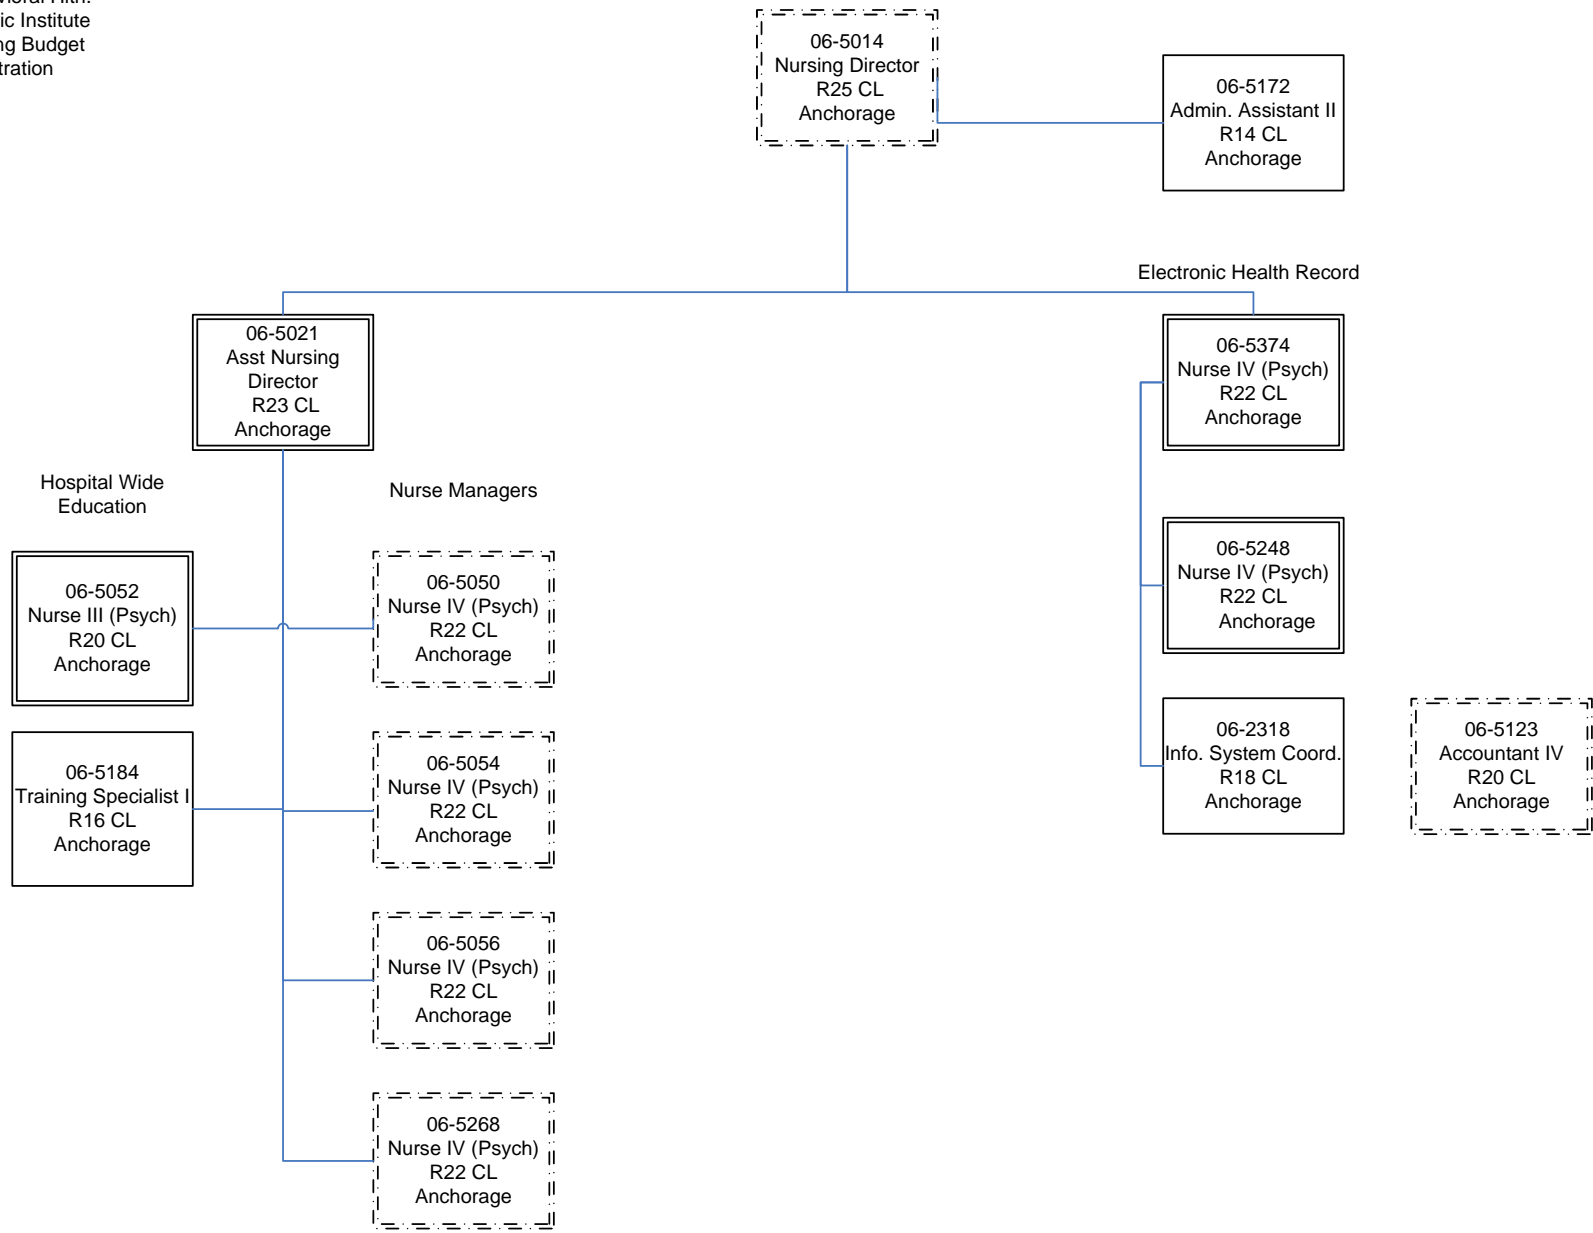 ic Institute
ng Budget
tration
06-5014
Nursing Director
R25 CL
Anchorage
06-5172
Admin. Assistant II
R14 CL
Anchorage
Electronic Health Record
06-5021
Asst Nursing
Director
R23 CL
Anchorage
06-5374
Nurse IV (Psych)
R22 CL
Anchorage
Hospital Wide
Education
Nurse Managers
06-5052
Nurse III (Psych)
R20 CL
Anchorage
06-5050
Nurse IV (Psych)
R22 CL
Anchorage
06-5248
Nurse IV (Psych)
R22 CL
Anchorage
06-5184
Training Specialist I
R16 CL
Anchorage
06-5054
Nurse IV (Psych)
R22 CL
Anchorage
06-2318
Info. System Coord.
R18 CL
Anchorage
06-5123
Accountant IV
R20 CL
Anchorage
06-5056
Nurse IV (Psych)
R22 CL
Anchorage
06-5268
Nurse IV (Psych)
R22 CL
Anchorage